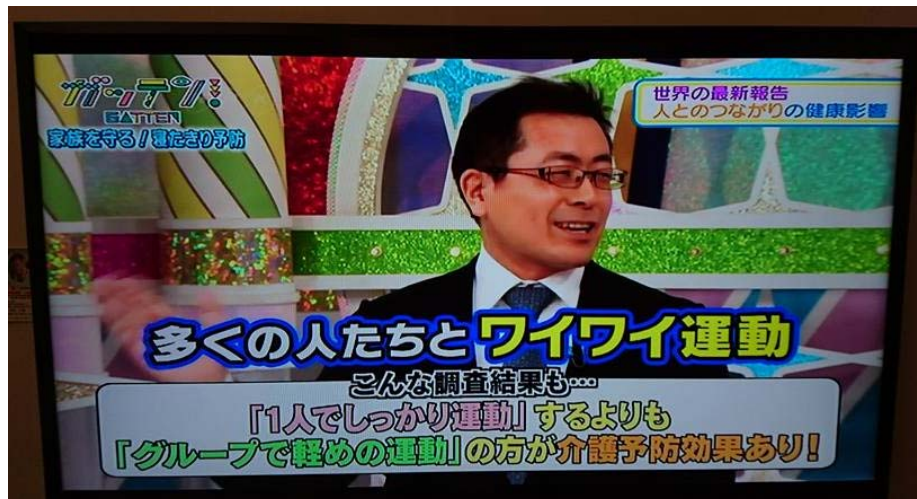 ガッテン!
GATTEN
家族を守る!寝たきり予防
世界の最新報告
人とのつながりの健康影響
多くの人たちとワイワイ運動
こんな調査結果も…
「1人でしっかり運動」するよりも
「グループで軽めの運動」の方が介護予防効果あり!